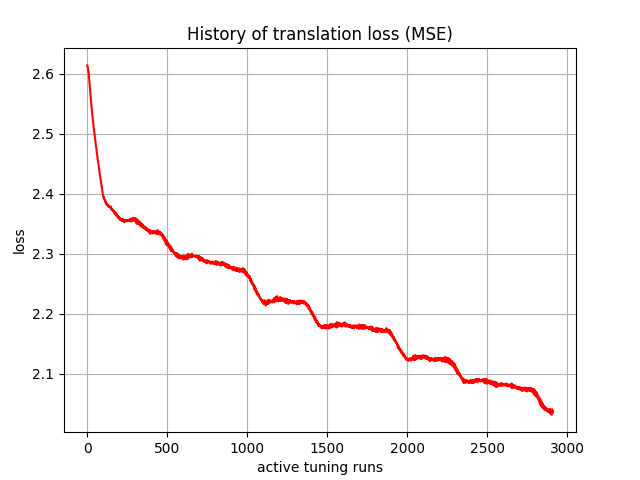 History of translation loss (MSE)
2.6
2.5
2.4
2.3
2.2
2.1
loss
0 500 1000 1500 2000 2500 3000
active tuning runs